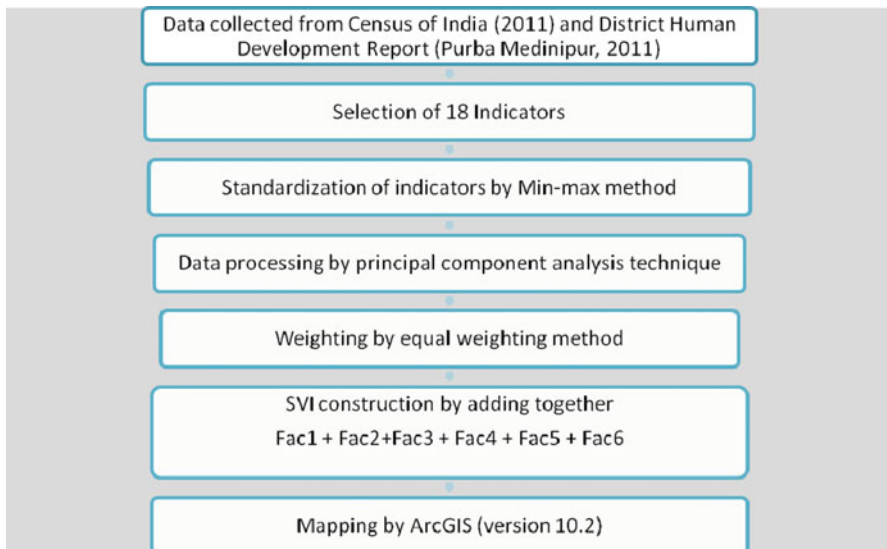 Data collected from Census of India (2011) and District Human
Development Report (Purba Medinipur, 2011)
Selection of 18 Indicators
Standardization of indicators by Min-max method
Data processing by principal component analysis technique
Weighting by equal weighting method
SVI construction by adding together
Fac1 + Fac2+Fac3 + Fac4 + Fac5 + Fac6
Mapping by ArcGIS (version 10.2)